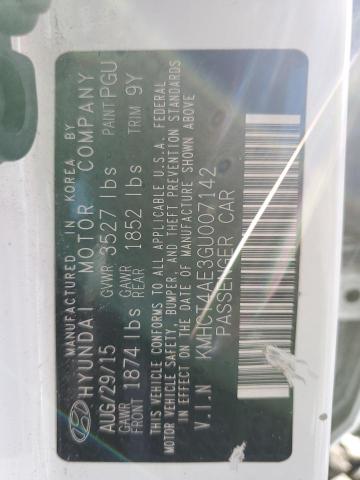 MANUFACTURED IN KOREA BY
HYUNDAI MOTOR COMPANY
AUG/29/15 GVWR 3527 lbs PAINT PGU
GAWR FRONT 1874 lbs GAWR REAR 1852 lbs TRIM 9Y
THIS VEHICLE CONFORMS TO ALL APPLICABLE U.S.A. FEDERAL
MOTOR VEHICLE SAFETY, BUMPER, AND THEFT PREVENTION STANDARDS
IN EFFECT ON THE DATE OF MANUFACTURE SHOWN ABOVE
V.I.N KMHCT4AE3GU007142
PASSENGER CAR